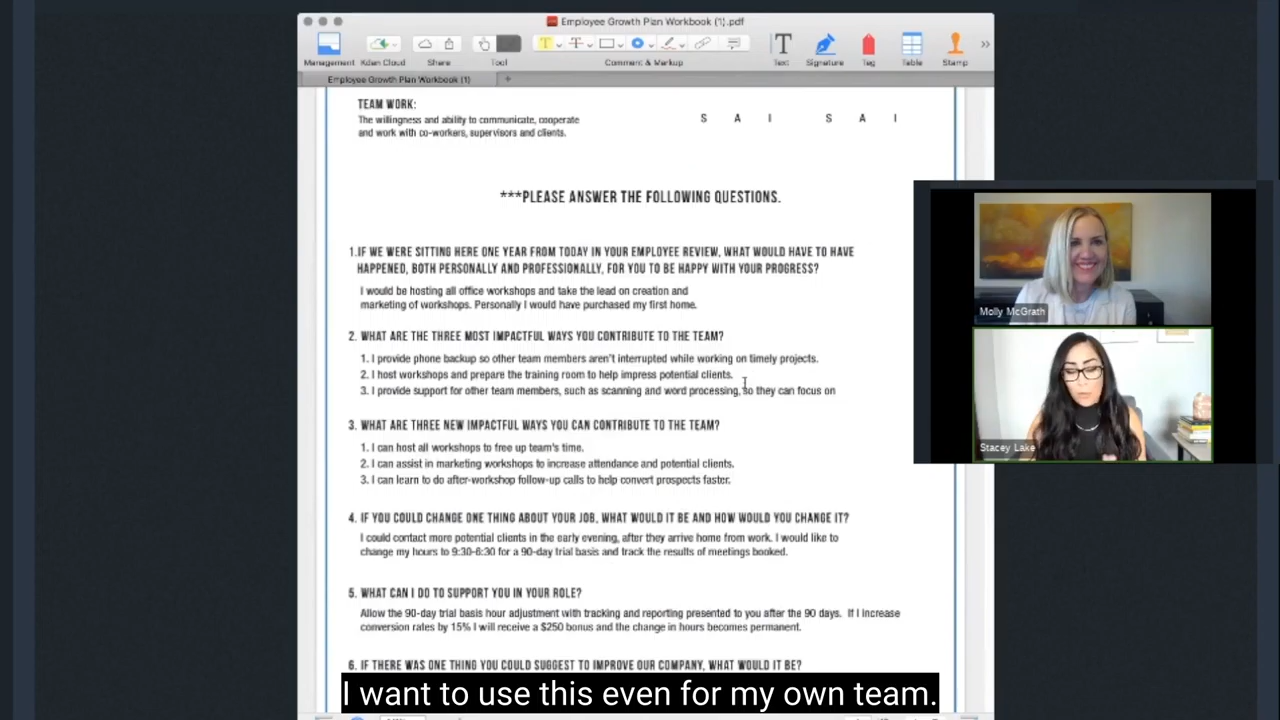 Employee Growth Plan Workbook (1).pdf
Management
Kdan Cloud
Share
Tool
Comment & Markup
Text
Signature
Tag
Table
Stamp
Employee Growth Plan Workbook (1)
TEAM WORK:
The willingness and ability to communicate, cooperate
and work with co-workers, supervisors and clients.
S A I S A I
***PLEASE ANSWER THE FOLLOWING QUESTIONS.
1.IF WE WERE SITTING HERE ONE YEAR FROM TODAY IN YOUR EMPLOYEE REVIEW, WHAT WOULD HAVE TO HAVE
HAPPENED, BOTH PERSONALLY AND PROFESSIONALLY, FOR YOU TO BE HAPPY WITH YOUR PROGRESS?
I would be hosting all office workshops and take the lead on creation and
marketing of workshops. Personally I would have purchased my first home.
2. WHAT ARE THE THREE MOST IMPACTFUL WAYS YOU CONTRIBUTE TO THE TEAM?
1. I provide phone backup so other team members aren't interrupted while working on timely projects.
2. I host workshops and prepare the training room to help impress potential clients.
3. I provide support for other team members, such as scanning and word processing, so they can focus on
3. WHAT ARE THREE NEW IMPACTFUL WAYS YOU CAN CONTRIBUTE TO THE TEAM?
1. I can host all workshops to free up team's time.
2. I can assist in marketing workshops to increase attendance and potential clients.
3. I can learn to do after-workshop follow-up calls to help convert prospects faster.
4. IF YOU COULD CHANGE ONE THING ABOUT YOUR JOB, WHAT WOULD IT BE AND HOW WOULD YOU CHANGE IT?
I could contact more potential clients in the early evening, after they arrive home from work. I would like to
change my hours to 9:30-6:30 for a 90-day trial basis and track the results of meetings booked.
5. WHAT CAN I DO TO SUPPORT YOU IN YOUR ROLE?
Allow the 90-day trial basis hour adjustment with tracking and reporting presented to you after the 90 days. If I increase
conversion rates by 15% I will receive a $250 bonus and the change in hours becomes permanent.
6. IF THERE WAS ONE THING YOU COULD SUGGEST TO IMPROVE OUR COMPANY, WHAT WOULD IT BE?
Molly McGrath
Stacey Lake
I want to use this even for my own team.